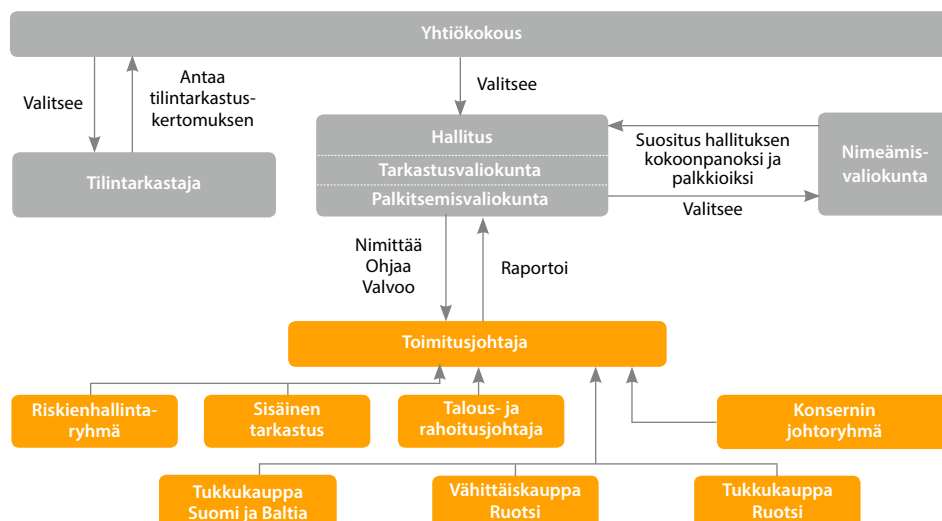 Yhtiökokous
Valitsee
Antaa
tilintarkastus-
kertomuksen
Valitsee
Tilintarkastaja
Hallitus
Tarkastusvaliokunta
Palkitsemisvaliokunta
Suositus hallituksen
kokoonpanoksi ja
palkkioiksi
Valitsee
Nimeämis-
valiokunta
Nimittää
Ohjaa
Valvoo
Raportoi
Toimitusjohtaja
Riskienhallinta-
ryhmä
Sisäinen
tarkastus
Talous- ja
rahoitusjohtaja
Konsernin
johtoryhmä
Tukkukauppa
Suomi ja Baltia
Vähittäiskauppa
Ruotsi
Tukkukauppa
Ruotsi